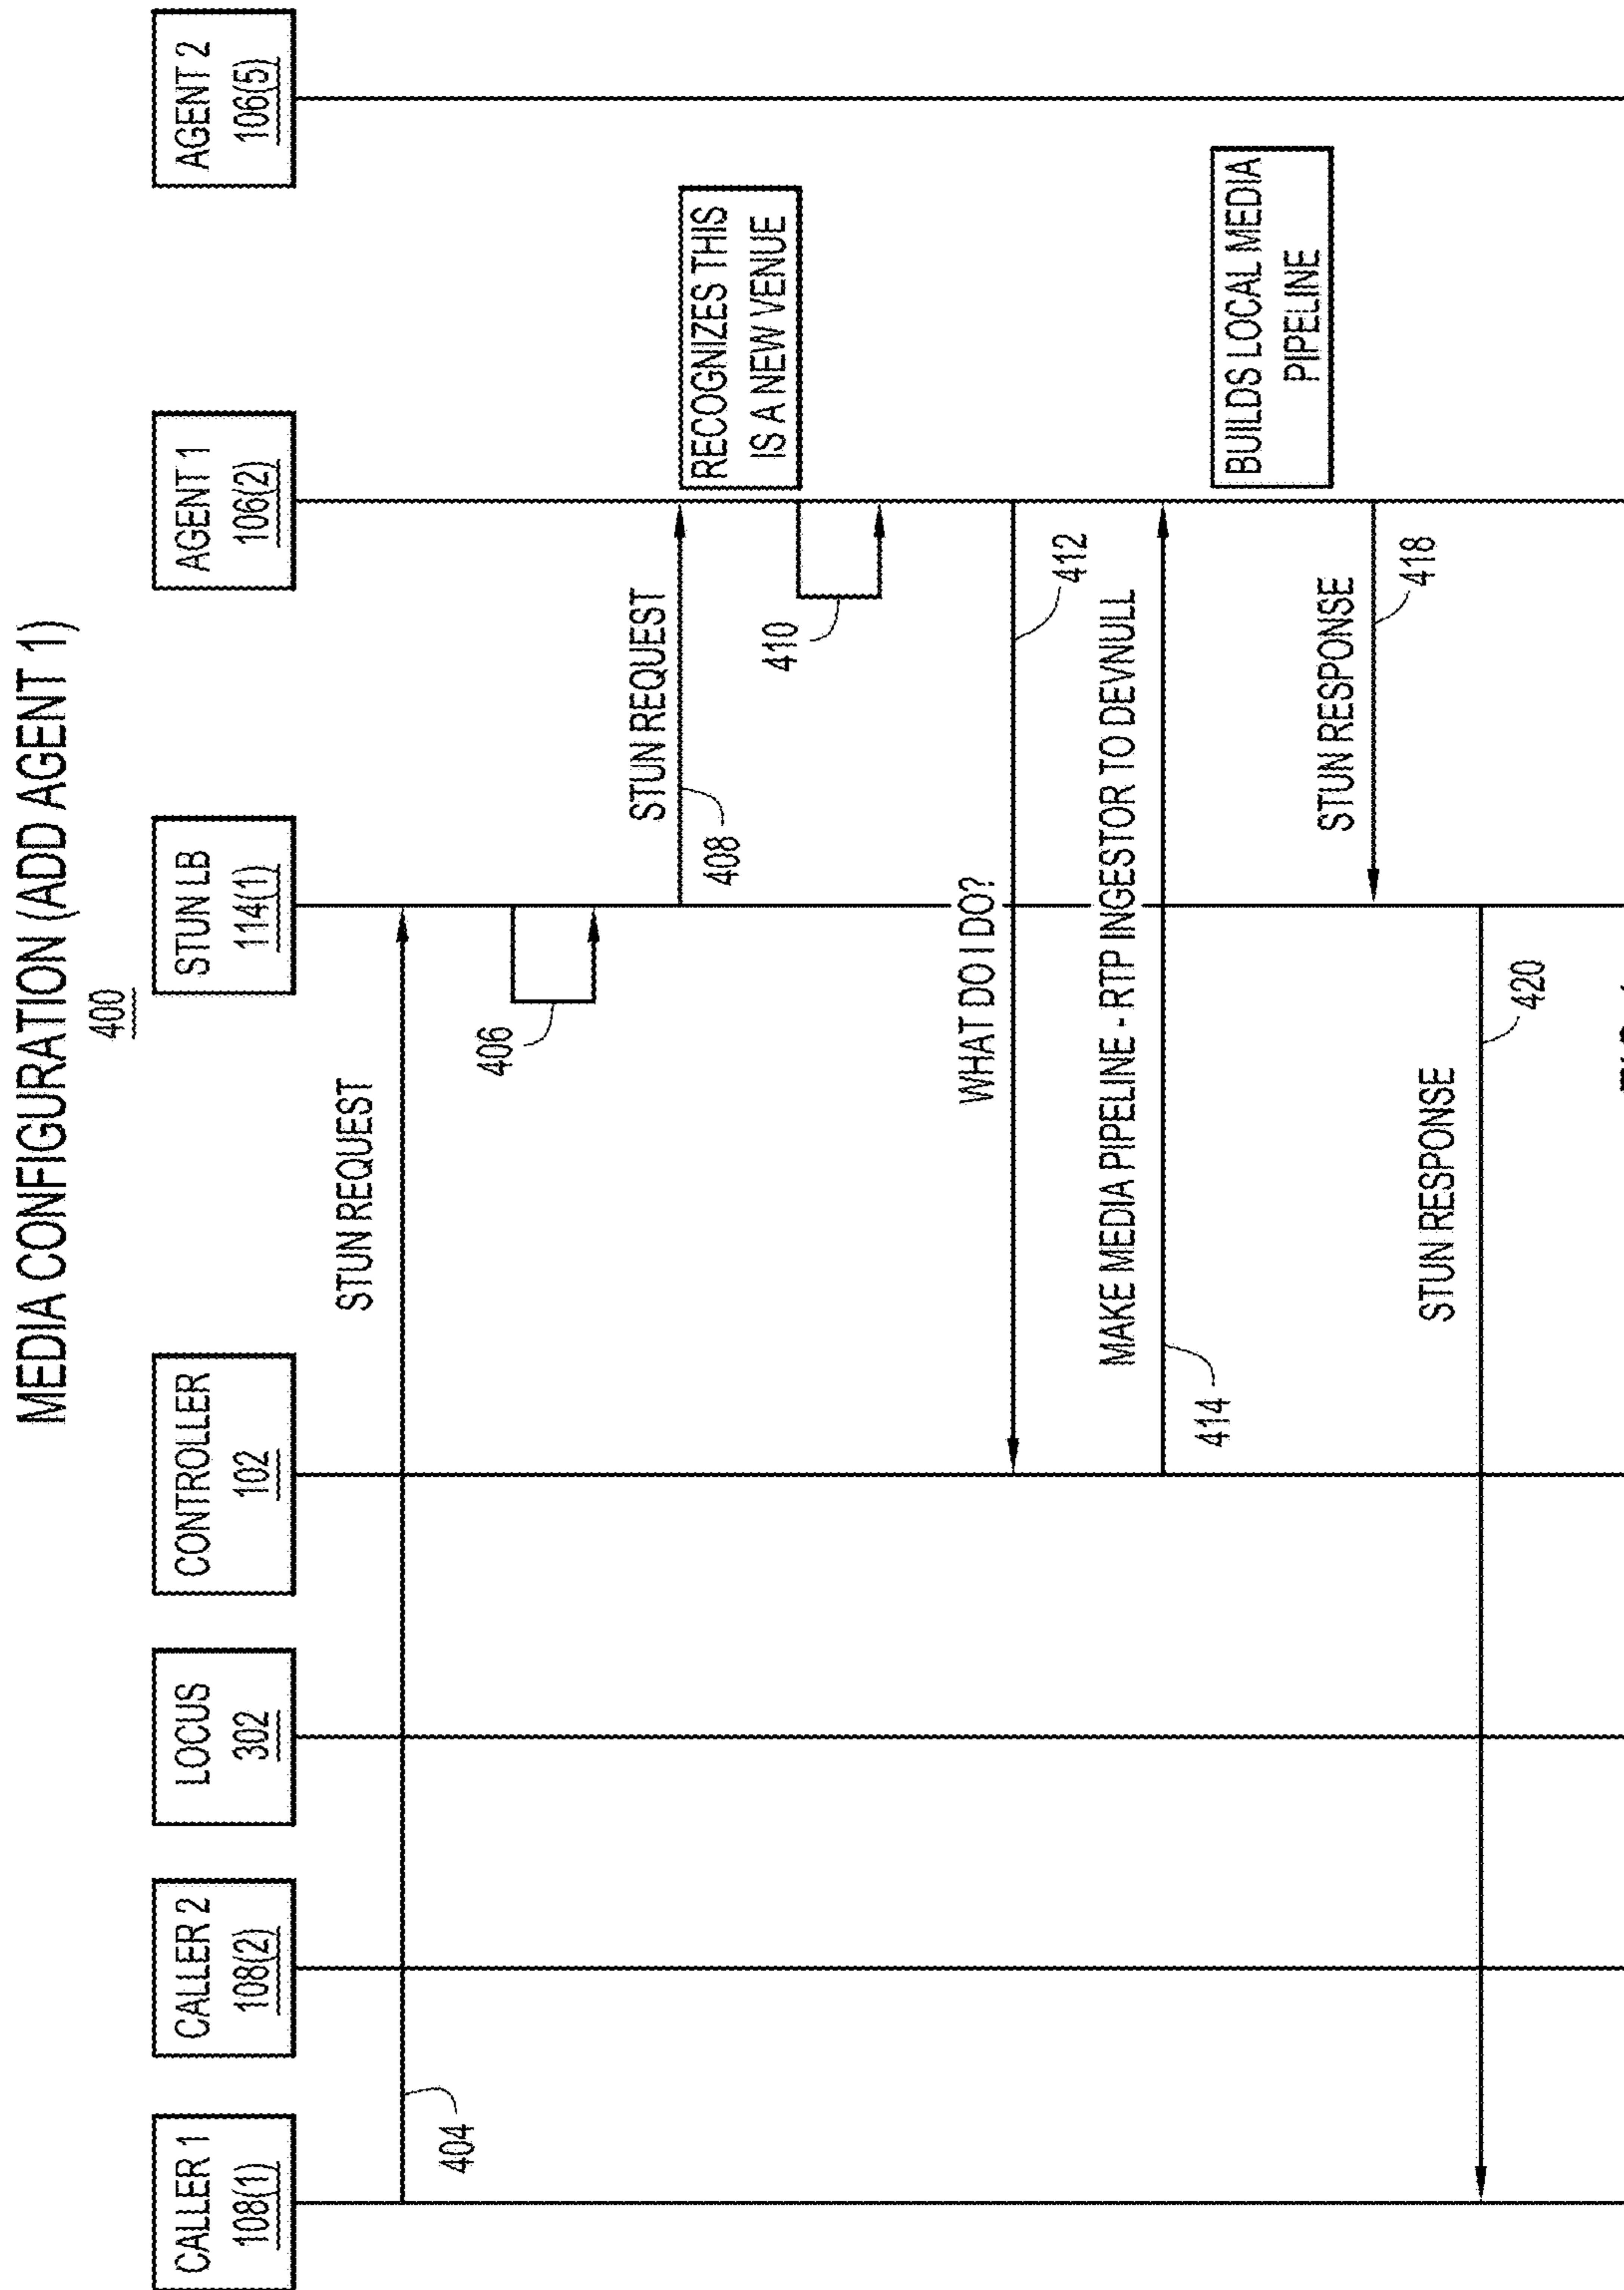 MEDIA CONFIGURATION (ADD AGENT 1)
400
CALLER 1
108(1)
CALLER 2
108(2)
LOCUS
302
CONTROLLER
102
STUN LB
114(1)
AGENT 1
106(2)
AGENT 2
106(5)
STUN REQUEST
404
406
STUN REQUEST
408
RECOGNIZES THIS
IS A NEW VENUE
410
WHAT DO I DO?
412
MAKE MEDIA PIPELINE - RTP INGESTOR TO DEVNULL
414
BUILDS LOCAL MEDIA
PIPELINE
STUN RESPONSE
418
STUN RESPONSE
420